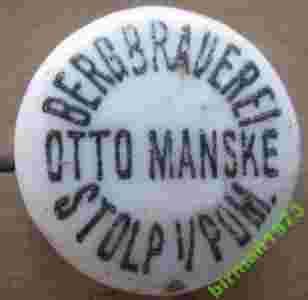 BERGBRAUEREI
OTTO MANSKE
STOLP I/POM.